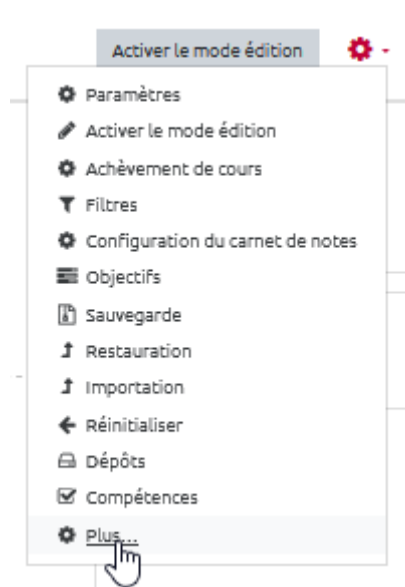 Activer le mode édition
Paramètres
Activer le mode édition
Achèvement de cours
Filtres
Configuration du carnet de notes
Objectifs
Sauvegarde
Restauration
Importation
Réinitialiser
Dépôts
Compétences
Plus...